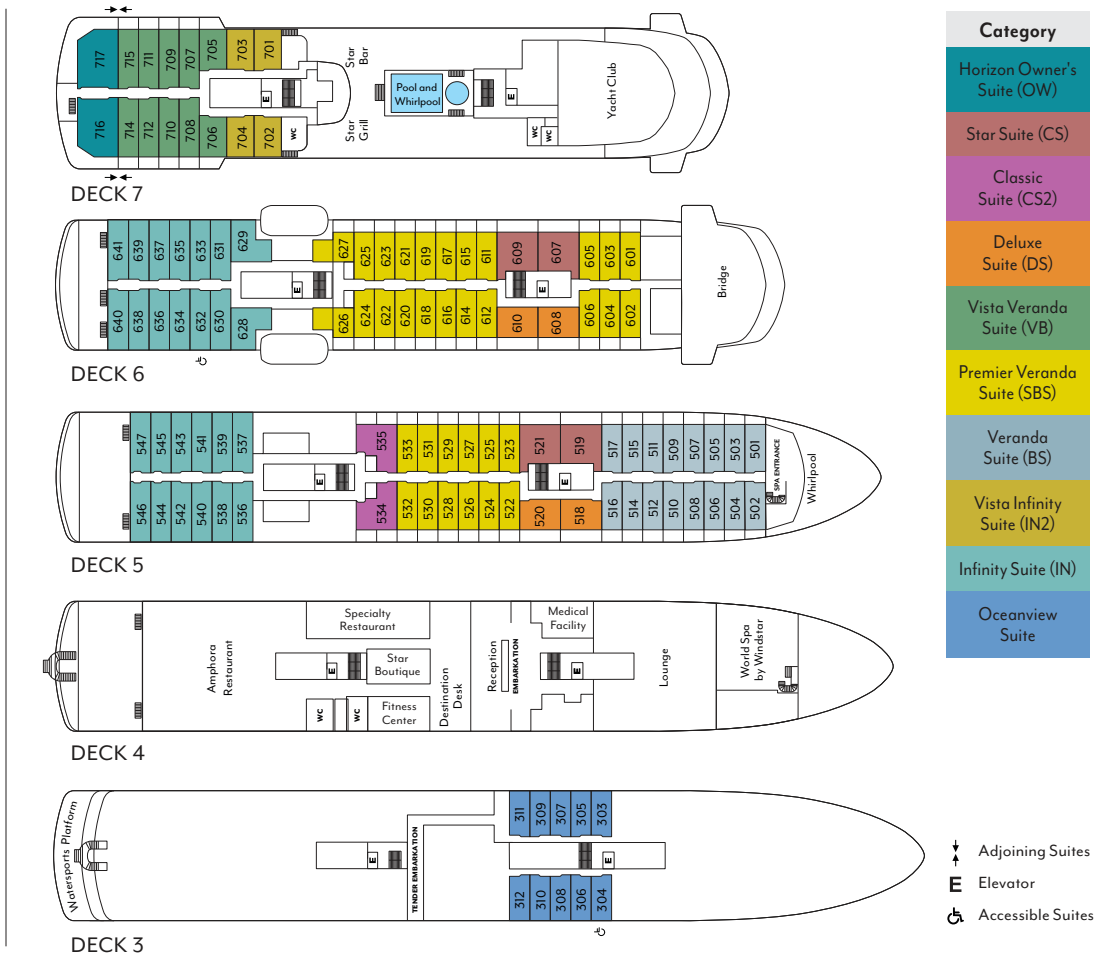 717
715
711
709
707
705
703
701
Star
Bar
E
Pool and
Whirlpool
E
Yacht Club
716
714
712
710
708
706
704
702
WC
Star
Grill
WC
WC
DECK 7
641
639
637
635
633
631
629
627
625
623
621
619
617
615
611
609
607
605
603
601
E
E
Bridge
640
638
636
634
632
630
628
626
624
622
620
618
616
614
612
610
608
606
604
602
DECK 6
547
545
543
541
539
537
535
533
531
529
527
525
523
521
519
517
515
511
509
507
505
503
501
E
E
SPA ENTRANCE
Whirlpool
546
544
542
540
538
536
534
532
530
528
526
524
522
520
518
516
514
512
510
508
506
504
502
DECK 5
Amphora
Restaurant
Specialty
Restaurant
E
Star
Boutique
WC
WC
Fitness
Center
Destination
Desk
Reception
EMBARKATION
Medical
Facility
E
Lounge
World Spa
by Windstar
DECK 4
Watersports Platform
E
TENDER EMBARKATION
311
309
307
305
303
E
312
310
308
306
304
DECK 3
Category
Horizon Owner's
Suite (OW)
Star Suite (CS)
Classic
Suite (CS2)
Deluxe
Suite (DS)
Vista Veranda
Suite (VB)
Premier Veranda
Suite (SBS)
Veranda
Suite (BS)
Vista Infinity
Suite (IN2)
Infinity Suite (IN)
Oceanview
Suite
Adjoining Suites
E Elevator
Accessible Suites